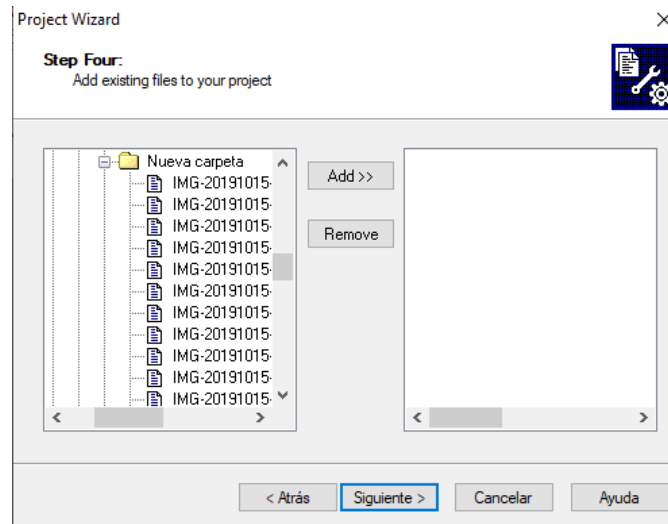 Project Wizard
Step Four:
Add existing files to your project
Nueva carpeta
IMG-20191015-
IMG-20191015-
IMG-20191015-
IMG-20191015-
IMG-20191015-
IMG-20191015-
IMG-20191015-
IMG-20191015-
IMG-20191015-
IMG-20191015-
IMG-20191015-
Add >>
Remove
< Atrás
Siguiente >
Cancelar
Ayuda